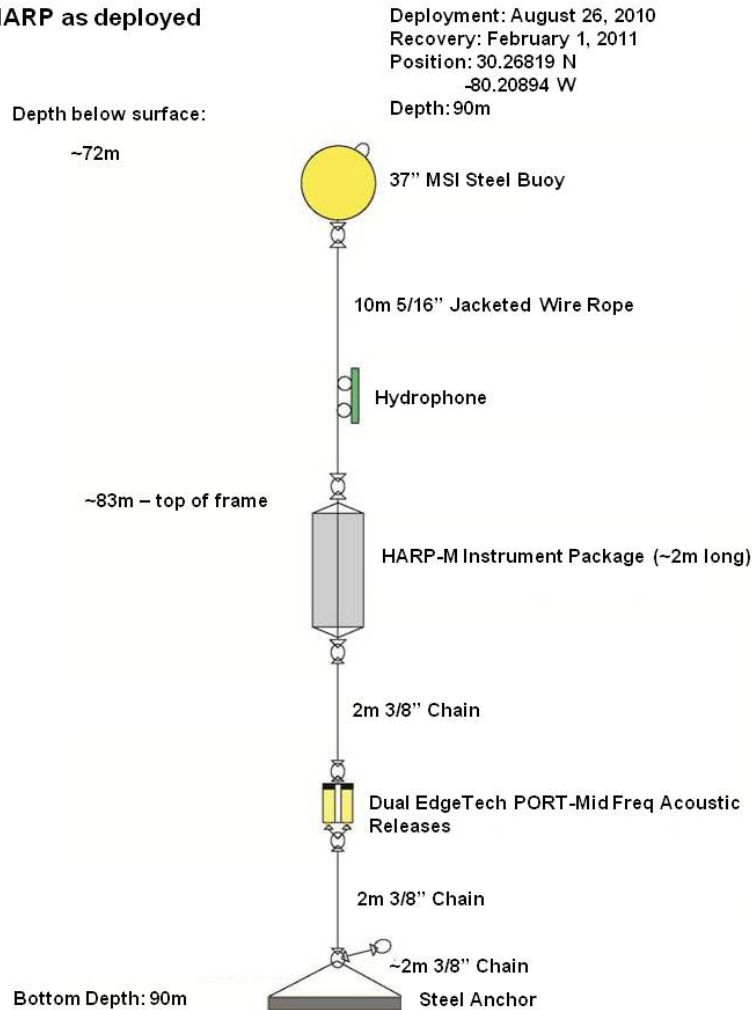 HARP as deployed
Deployment: August 26, 2010
Recovery: February 1, 2011
Position: 30.26819 N
-80.20894 W
Depth: 90m
Depth below surface:
~72m
37” MSI Steel Buoy
10m 5/16” Jacketed Wire Rope
Hydrophone
~83m – top of frame
HARP-M Instrument Package (~2m long)
2m 3/8” Chain
Dual EdgeTech PORT-Mid Freq Acoustic
Releases
2m 3/8” Chain
~2m 3/8” Chain
Bottom Depth: 90m
Steel Anchor